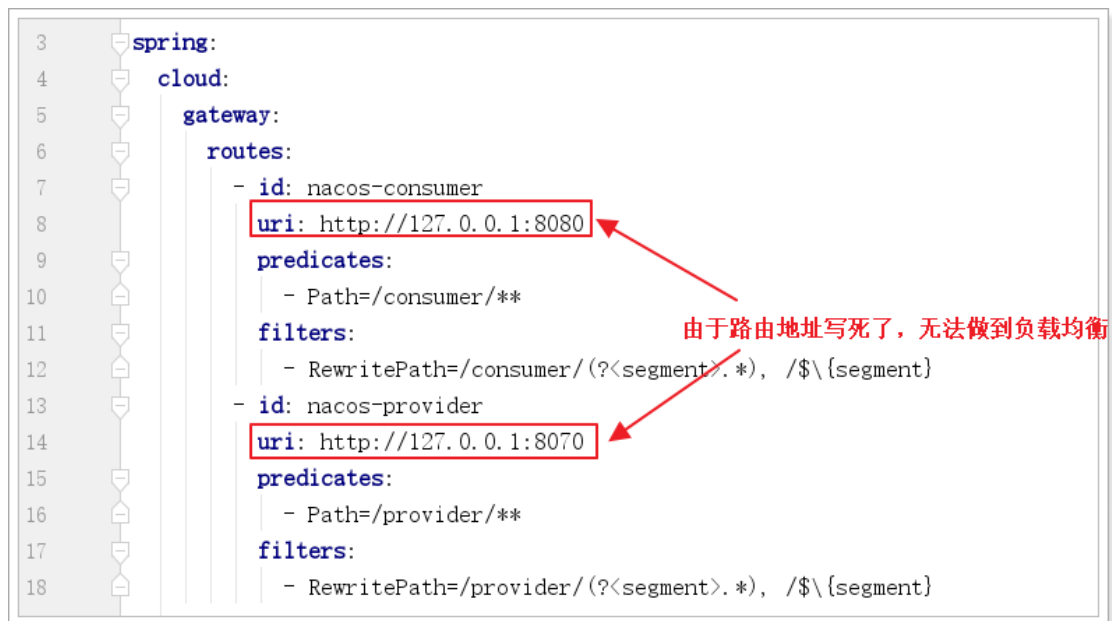 3 spring:
4 cloud:
5 gateway:
6 routes:
7 - id: nacos-consumer
8 uri: http://127.0.0.1:8080
9 predicates:
10 - Path=/consumer/**
11 filters:
由于路由地址写死了，无法做到负载均衡
12 - RewritePath=/consumer/(?<segment>.*), /$\{segment}
13 - id: nacos-provider
14 uri: http://127.0.0.1:8070
15 predicates:
16 - Path=/provider/**
17 filters:
18 - RewritePath=/provider/(?<segment>.*), /$\{segment}